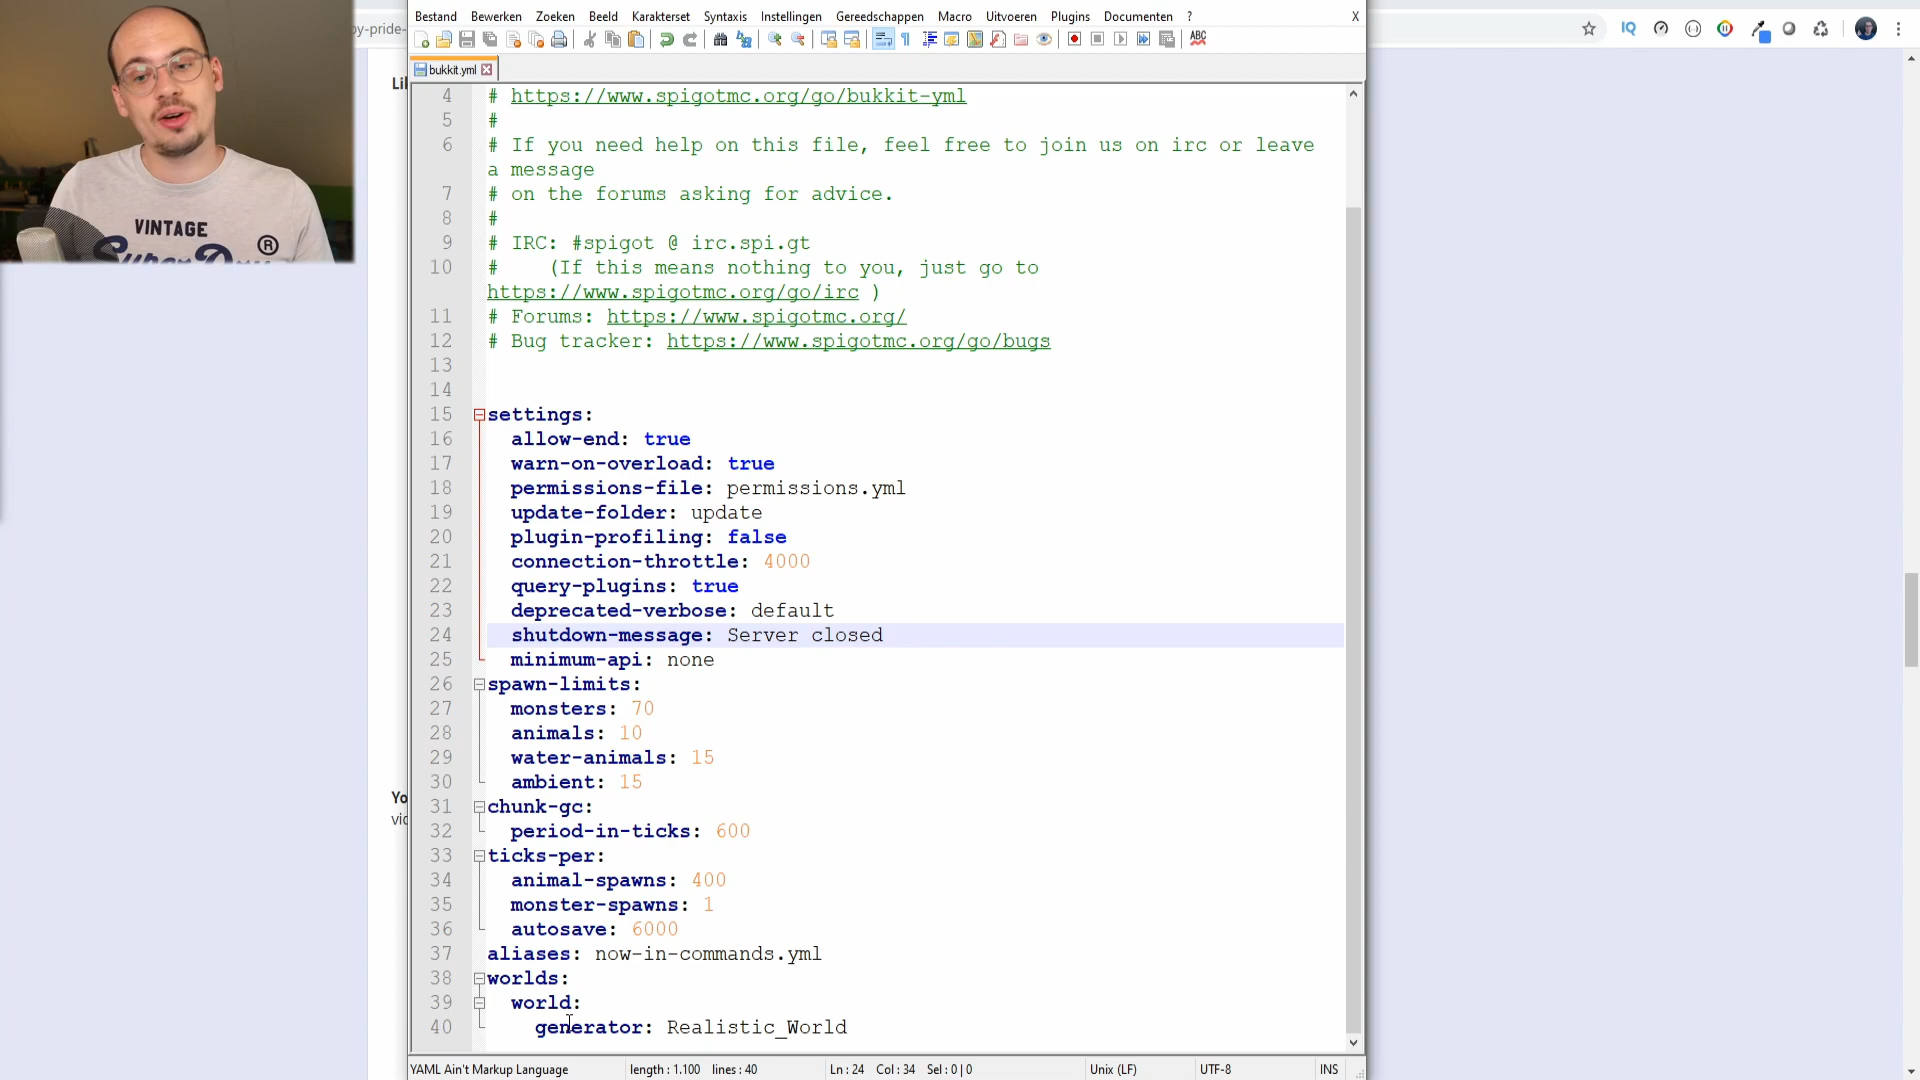 by-pride-
Bestand Bewerken Zoeken Beeld Karakterset Syntaxis Instellingen Gereedschappen Macro Uitvoeren Plugins Documenten ? X
ABC
IQ
bukkit.yml
4 # https://www.spigotmc.org/go/bukkit-yml
5 #
6 # If you need help on this file, feel free to join us on irc or leave
a message
7 # on the forums asking for advice.
8 #
9 # IRC: #spigot @ irc.spi.gt
10 # (If this means nothing to you, just go to
https://www.spigotmc.org/go/irc )
11 # Forums: https://www.spigotmc.org/
12 # Bug tracker: https://www.spigotmc.org/go/bugs
13
14
15 settings:
16 allow-end: true
17 warn-on-overload: true
18 permissions-file: permissions.yml
19 update-folder: update
20 plugin-profiling: false
21 connection-throttle: 4000
22 query-plugins: true
23 deprecated-verbose: default
24 shutdown-message: Server closed
25 minimum-api: none
26 spawn-limits:
27 monsters: 70
28 animals: 10
29 water-animals: 15
30 ambient: 15
31 chunk-gc:
32 period-in-ticks: 600
33 ticks-per:
34 animal-spawns: 400
35 monster-spawns: 1
36 autosave: 6000
37 aliases: now-in-commands.yml
38 worlds:
39 world:
40 generator: Realistic_World
YAML Ain't Markup Language length : 1.100 lines : 40 Ln : 24 Col : 34 Sel : 0 | 0 Unix (LF) UTF-8 INS
VINTAGE
®